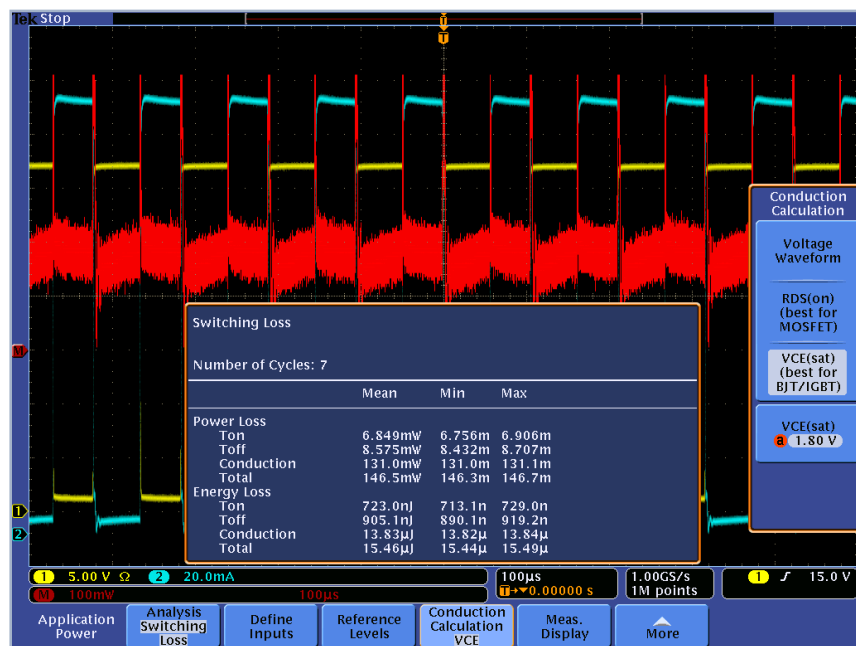 Tek Stop
T
T
Conduction
Calculation
Voltage
Waveform
RDS(on)
(best for
MOSFET)
VCE(sat)
(best for
BJT/IGBT)
VCE(sat)
a 1.80 V
M
1
2
Switching Loss
Number of Cycles: 7
Mean Min Max
Power Loss
Ton 6.849mW 6.756m 6.906m
Toff 8.575mW 8.432m 8.707m
Conduction 131.0mW 131.0m 131.1m
Total 146.5mW 146.3m 146.7m
Energy Loss
Ton 723.0nJ 713.1n 729.0n
Toff 905.1nJ 890.1n 919.2n
Conduction 13.83µJ 13.82µ 13.84µ
Total 15.46µJ 15.44µ 15.49µ
1 5.00 V Ω 2 20.0mA
M 100mW 100µs
100µs
T→▼0.00000 s
1.00GS/s
1M points
1 ƒ 15.0 V
Application
Power
Analysis
Switching
Loss
Define
Inputs
Reference
Levels
Conduction
Calculation
VCE
Meas.
Display
More